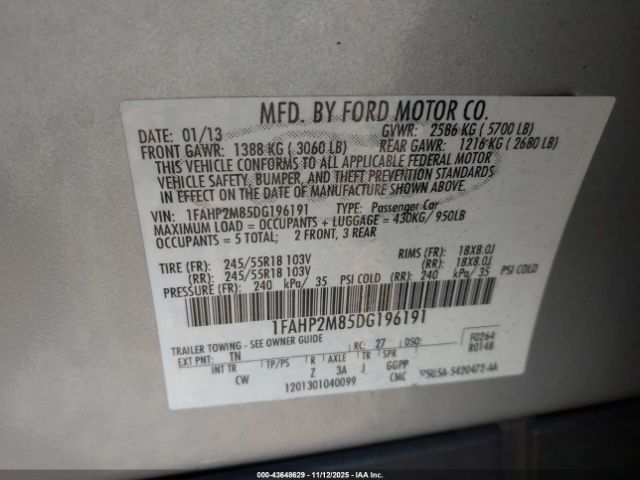 MFD. BY FORD MOTOR CO.
DATE: 01/13 GVWR: 2586 KG ( 5700 LB)
FRONT GAWR: 1388 KG ( 3060 LB) REAR GAWR: 1216 KG ( 2680 LB)
THIS VEHICLE CONFORMS TO ALL APPLICABLE FEDERAL MOTOR
VEHICLE SAFETY, BUMPER, AND THEFT PREVENTION STANDARDS
IN EFFECT ON THE DATE OF MANUFACTURE SHOWN ABOVE.
VIN: 1FAHP2M85DG196191 TYPE: Passenger Car
MAXIMUM LOAD = OCCUPANTS + LUGGAGE = 430KG/ 950LB
OCCUPANTS = 5 TOTAL; 2 FRONT, 3 REAR
TIRE (FR): 245/55R18 103V RIMS (FR): 18X8.0J
(RR): 245/55R18 103V (RR): 18X8.0J
PRESSURE (FR): 240 kPa/ 35 PSI COLD (RR): 240 kPa/ 35 PSI COLD
1FAHP2M85DG196191
TRAILER TOWING - SEE OWNER GUIDE RC: 27 DSO: F0264
EXT PNT: TN R0148
INT TR TP/PS R AXLE TR SPR
CW Z 3A J GGPP
1201301040099 CMC 5U5A-5420472-AA
000-43648629 - 11/12/2025 - IAA Inc.